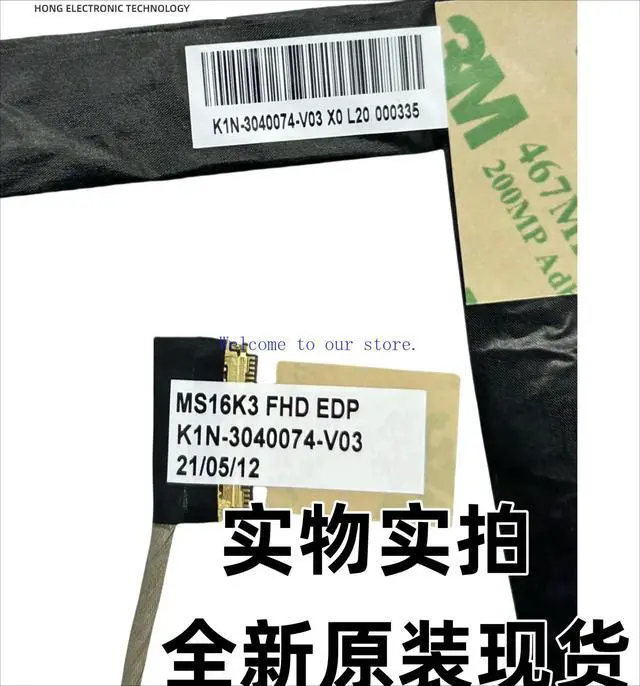 HONG ELECTRONIC TECHNOLOGY
K1N-3040074-V03 X0 L20 000335
3M
467M
200MP Adh
Welcome to our store.
MS16K3 FHD EDP
K1N-3040074-V03
21/05/12
实物实拍
全新原装现货